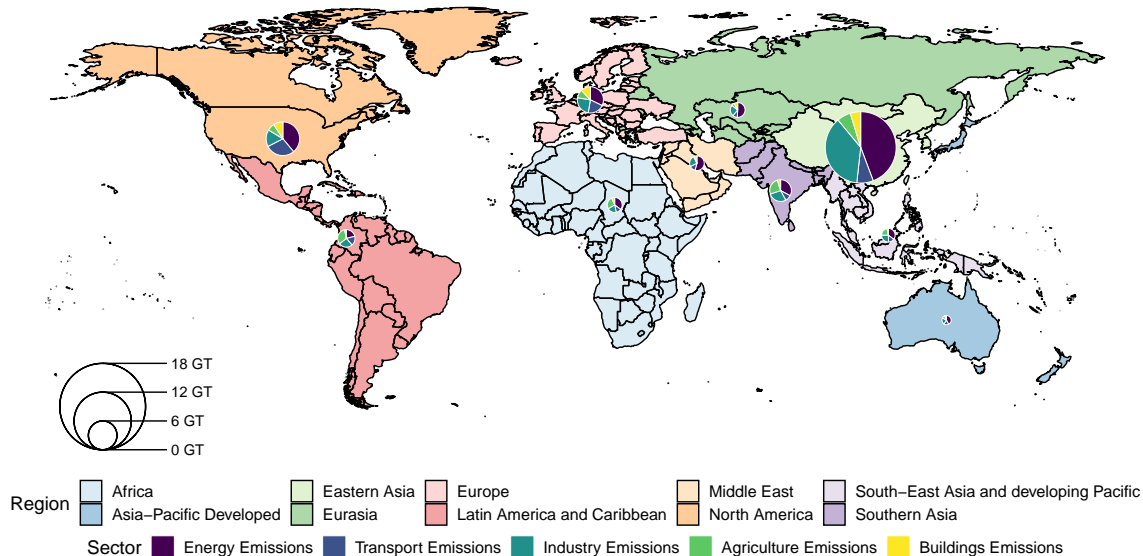 18 GT
12 GT
6 GT
0 GT
Region
Africa
Eastern Asia
Europe
Middle East
South−East Asia and developing Pacific
Asia−Pacific Developed
Eurasia
Latin America and Caribbean
North America
Southern Asia
Sector
Energy Emissions
Transport Emissions
Industry Emissions
Agriculture Emissions
Buildings Emissions